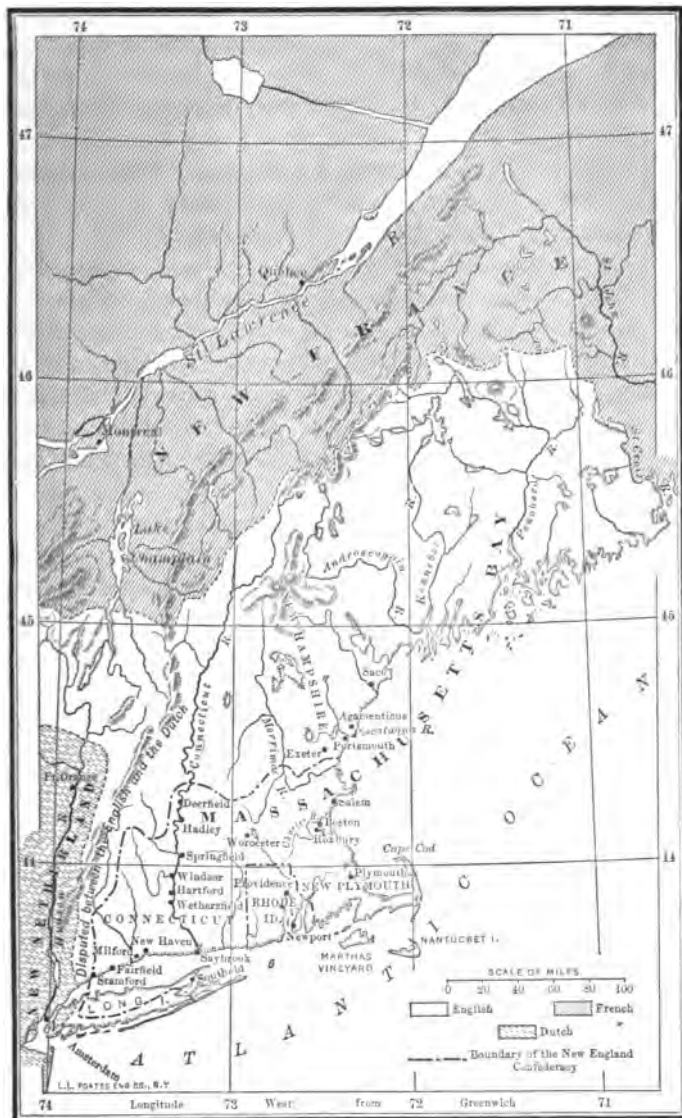 74 73 72 71
47 47
NEW FRANCE
Quebec
St. Lawrence
46 46
Montreal
St. Croix
Lake
Champlain
Penobscot R.
Kennebec R.
Androscoggin R.
45 45
Connecticut R
HAMPSHIRE
MASSACHUSETTS BAY
Saco
Merrimac R.
Agamenticus
Piscataqua R.
Exeter
Portsmouth
Disputed between the English and the Dutch
Ft. Orange
NEW NETHERLAND
Hudson
Deerfield
Hadley
Salem
Charles R.
Boston
Worcester
Roxbury
Cape Cod
44 44
Springfield
Windsor
Plymouth
Hartford
Providence
NEW PLYMOUTH
Wethersfield
RHODE
CONNECTICUT
ID.
Newport
NANTUCKET I.
New Haven
Milford
Saybrook
MARTHAS
VINEYARD
Fairfield
Southold
Stamford
LONG I.
SCALE OF MILES.
0 20 40 60 80 100
English French
Dutch
Boundary of the New England
Confederacy
Amsterdam
ATLANTIC OCEAN
L.L. POATES ENG CO., N.Y
74 Longitude 73 West from 72 Greenwich 71